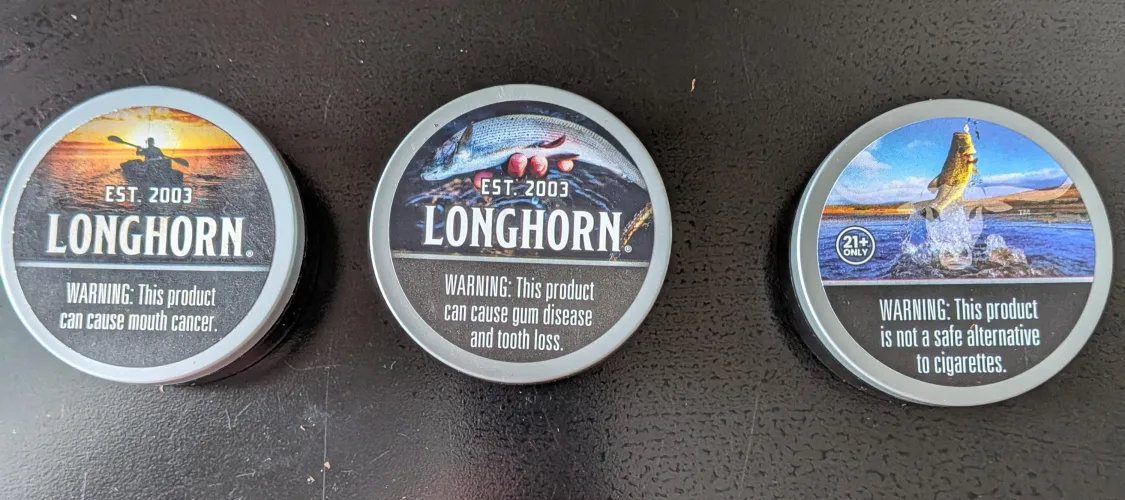 EST. 2003
LONGHORN®
WARNING: This product
can cause mouth cancer.
EST. 2003
LONGHORN®
WARNING: This product
can cause gum disease
and tooth loss.
TM
21+
ONLY
WARNING: This product
is not a safe alternative
to cigarettes.